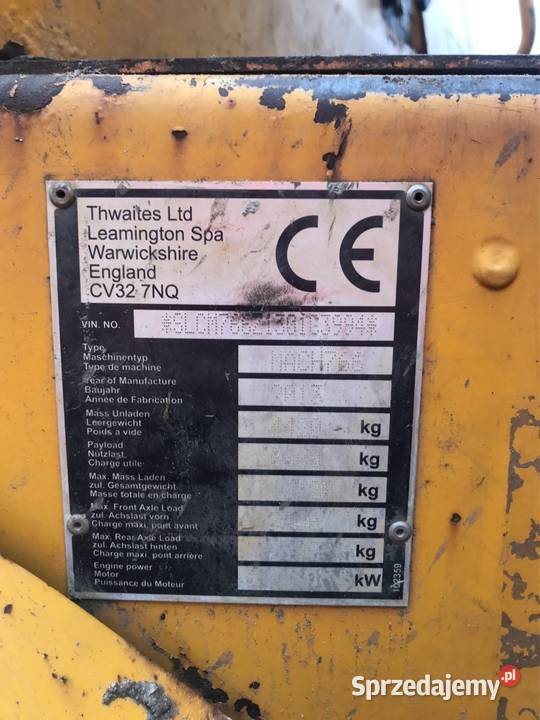 Thwaites Ltd
Leamington Spa
Warwickshire
England
CV32 7NQ
CE
VIN. NO.
Type
Maschinentyp
Type de machine
MACH
Year of Manufacture
Baujahr
Année de Fabrication
2013
Mass Unladen
Leergewicht
Poids a vide
kg
Payload
Nutzlast
Charge utile
kg
Max. Mass Laden
zul. Gesamtgewicht
Masse totale en charge
kg
Max. Front Axle Load
zul. Achslast vorn
Charge maxi. pont avant
kg
Max. Rear Axle Load
zul. Achslast hinten
Charge maxi. pont arriere
kg
Engine power
Motor
Puissance du Moteur
kW
102359
Sprzedajemy.pl